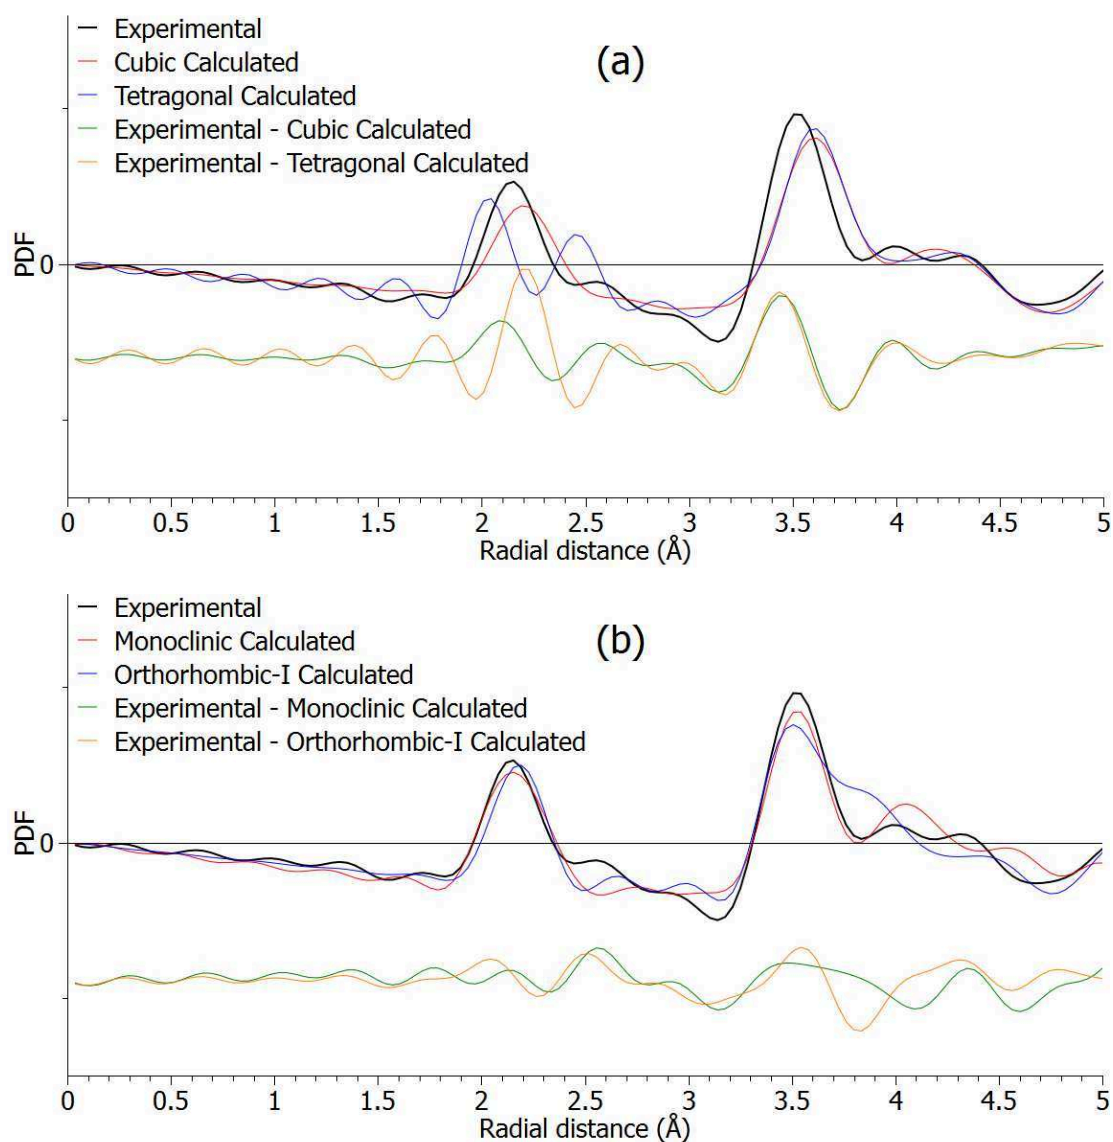 Experimental
Cubic Calculated
Tetragonal Calculated
Experimental - Cubic Calculated
Experimental - Tetragonal Calculated
(a)
PDF
0
0 0.5 1 1.5 2 2.5 3 3.5 4 4.5 5
Radial distance (Å)
Experimental
Monoclinic Calculated
Orthorhombic-I Calculated
Experimental - Monoclinic Calculated
Experimental - Orthorhombic-I Calculated
(b)
PDF
0
0 0.5 1 1.5 2 2.5 3 3.5 4 4.5 5
Radial distance (Å)